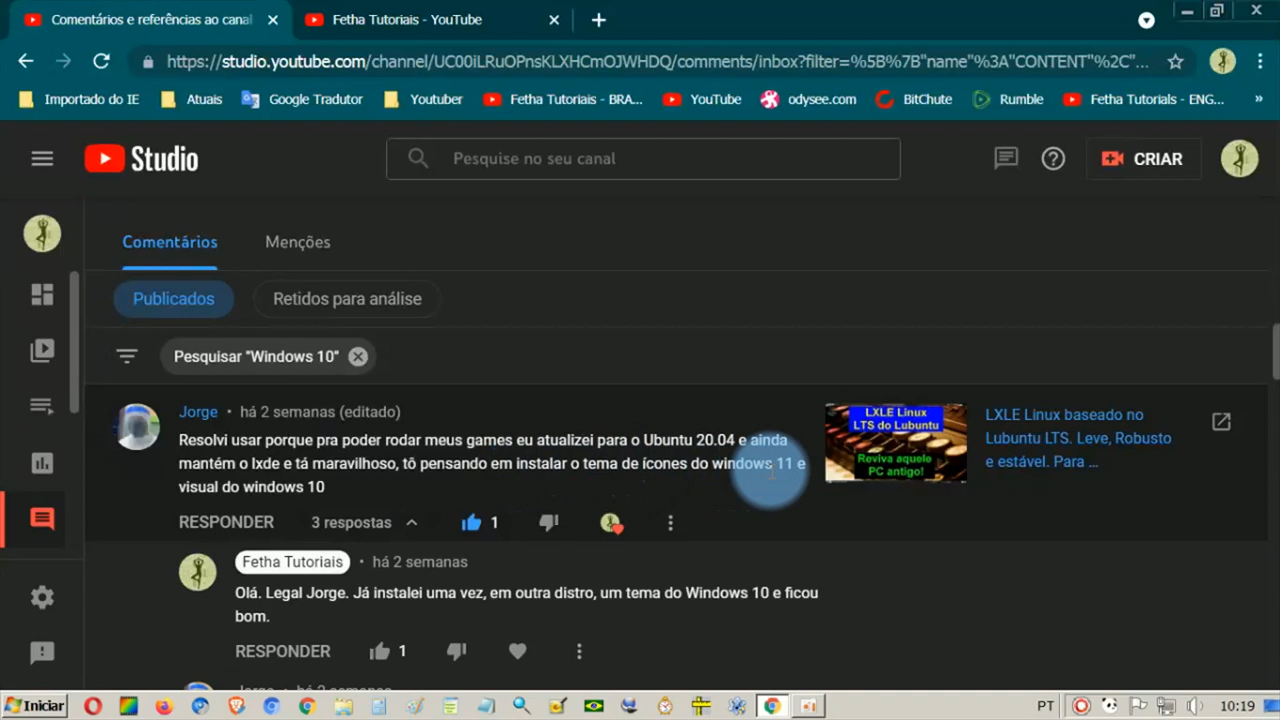 Comentários e referências ao canal
Fetha Tutoriais - YouTube
https://studio.youtube.com/channel/UC00iLRuOPnsKLXHCmOJWHDQ/comments/inbox?filter=%5B%7B"name"%3A"CONTENT"%2C"...
Importado do IE
Atuais
Google Tradutor
Youtuber
Fetha Tutoriais - BRA...
YouTube
odysee.com
BitChute
Rumble
Fetha Tutorials - ENG...
»
Studio
Pesquise no seu canal
CRIAR
Comentários
Menções
Publicados
Retidos para análise
Pesquisar "Windows 10"
Jorge • há 2 semanas (editado)
Resolvi usar porque pra poder rodar meus games eu atualizei para o Ubuntu 20.04 e ainda
mantém o lxde e tá maravilhoso, tô pensando em instalar o tema de ícones do windows 11 e
visual do windows 10
LXLE Linux
LTS do Lubuntu
Reviva aquele
PC antigo!
LXLE Linux baseado no
Lubuntu LTS. Leve, Robusto
e estável. Para ...
RESPONDER
3 respostas
1
Fetha Tutoriais • há 2 semanas
Olá. Legal Jorge. Já instalei uma vez, em outra distro, um tema do Windows 10 e ficou
bom.
RESPONDER
1
Jorge • há 2 semanas
Iniciar
PT
10:19